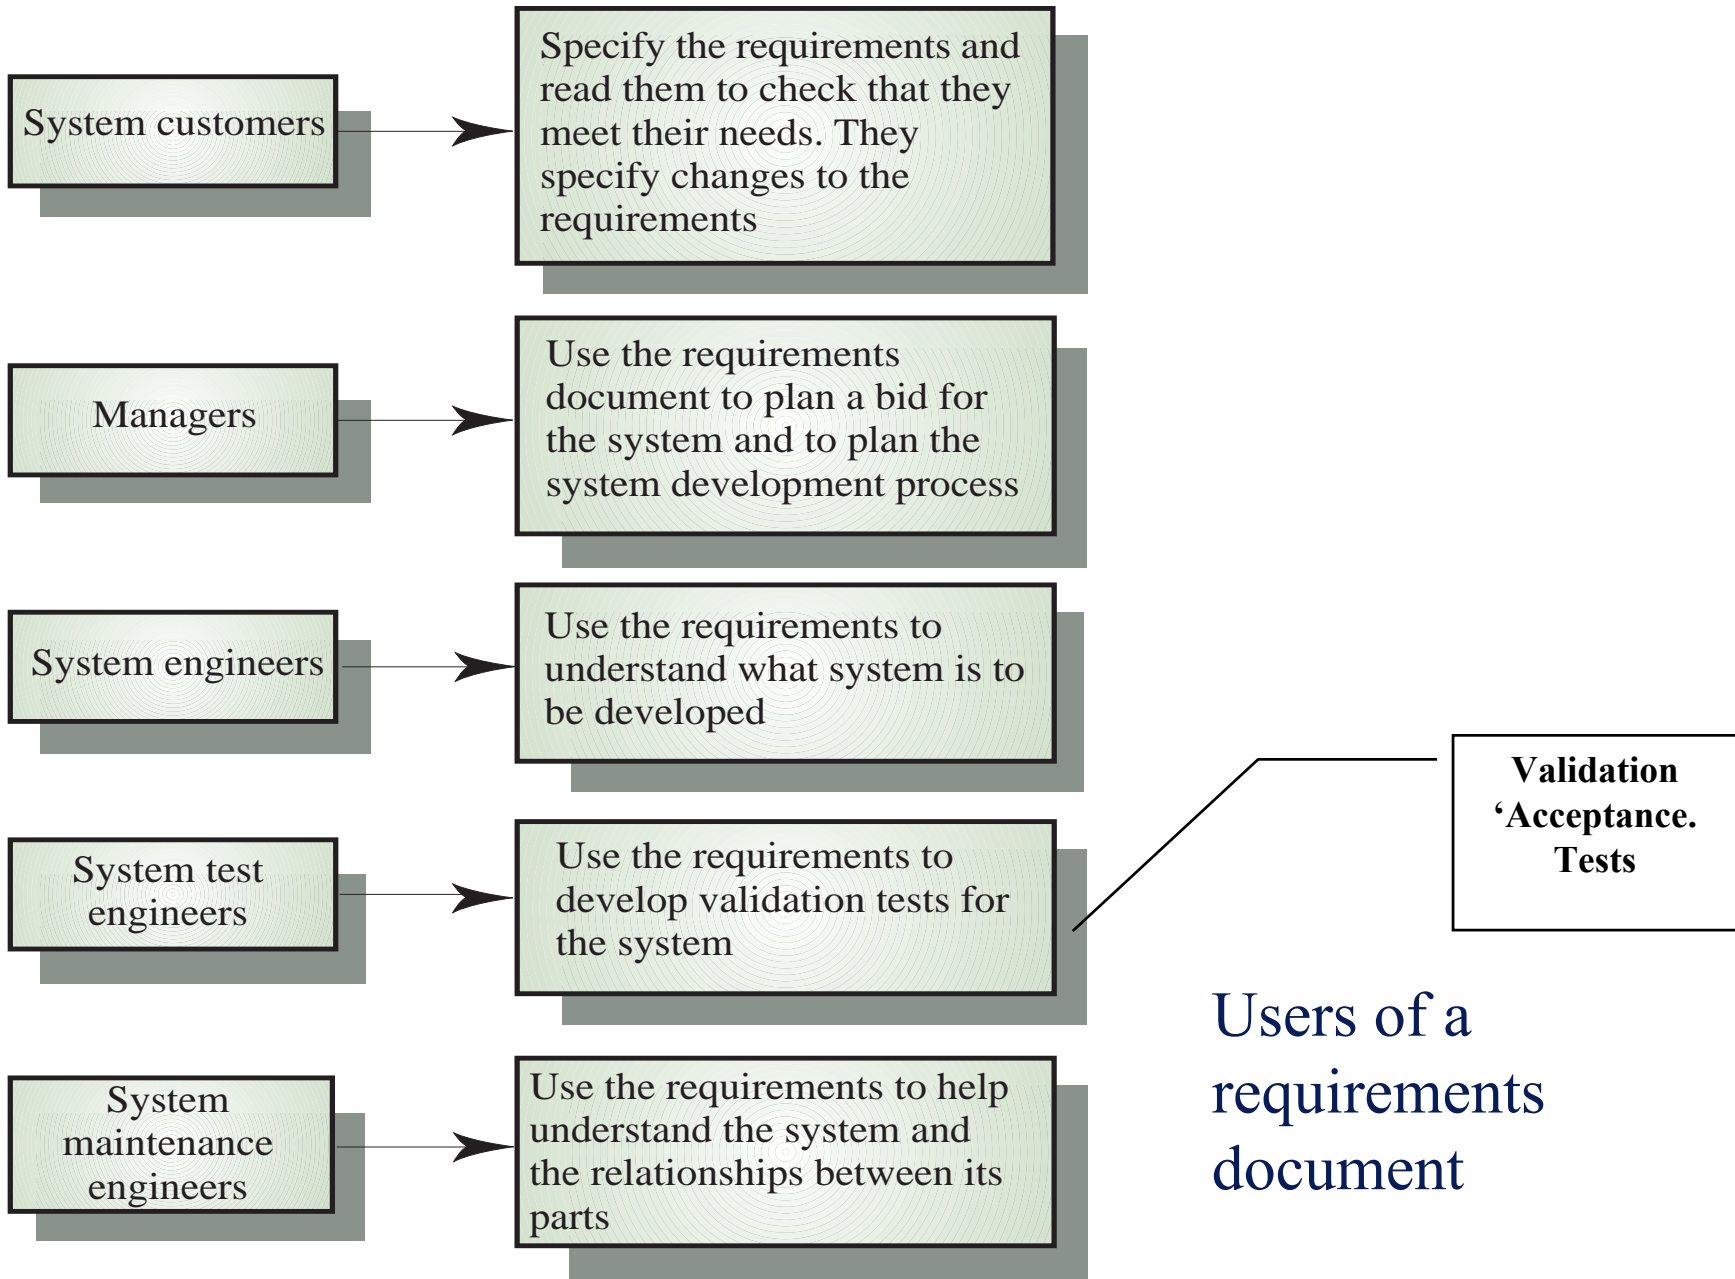 System customers
Specify the requirements and
read them to check that they
meet their needs. They
specify changes to the
requirements
Managers
Use the requirements
document to plan a bid for
the system and to plan the
system development process
System engineers
Use the requirements to
understand what system is to
be developed
System test
engineers
Use the requirements to
develop validation tests for
the system
Validation
‘Acceptance.
Tests
System
maintenance
engineers
Use the requirements to help
understand the system and
the relationships between its
parts
Users of a
requirements
document